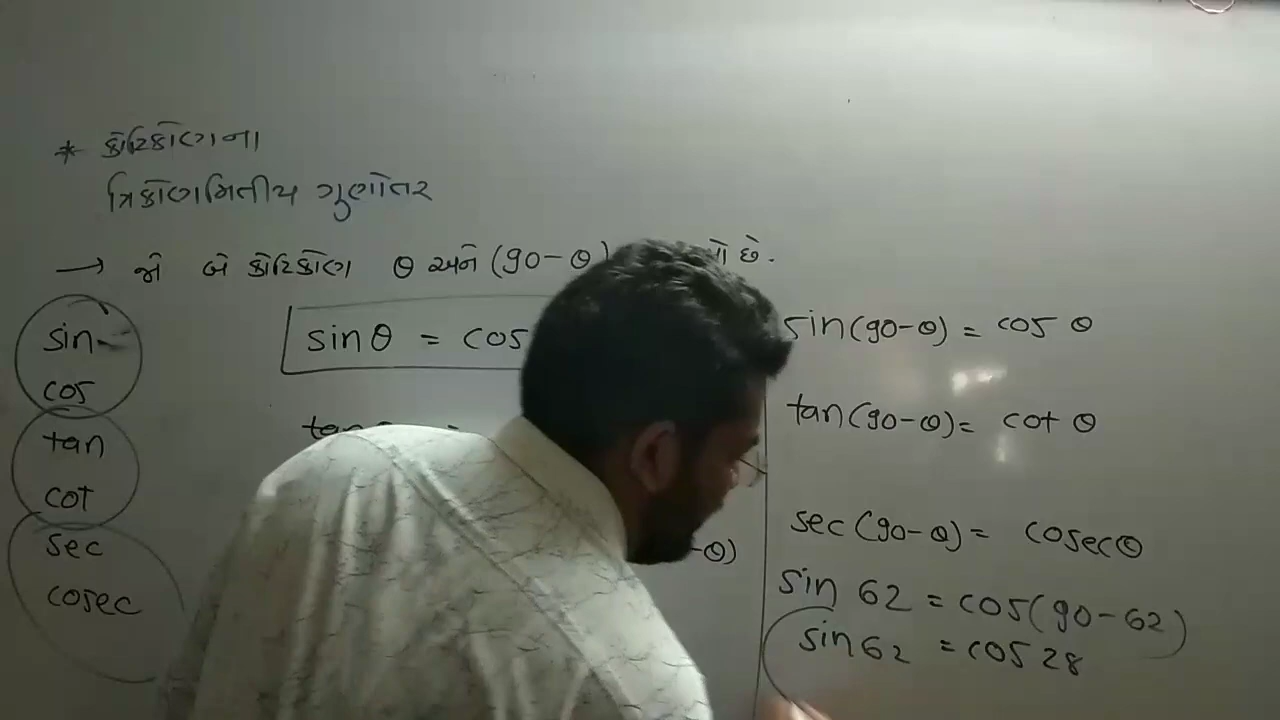 * કોટિકોણના
ત્રિકોણમિતીય ગુણોતર
→ જો બે કોટિકોણ θ અને (90-θ) છે.
sin
cos
tan
cot
sec
cosec
sinθ = cos
tan
-θ)
sin(90-θ) = cos θ
tan(90-θ) = cot θ
sec(90-θ) = cosecθ
sin 62 = cos(90-62)
sin62 = cos 28